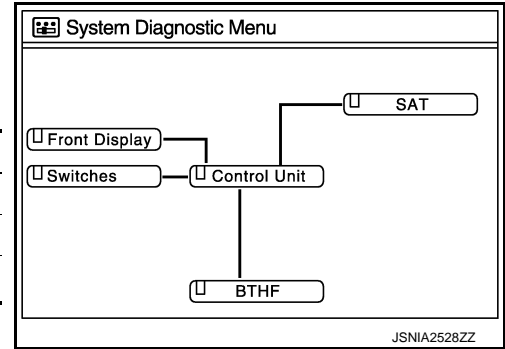 System Diagnostic Menu
SAT
Front Display
Switches
Control Unit
BTHF
JSNIA2528ZZ